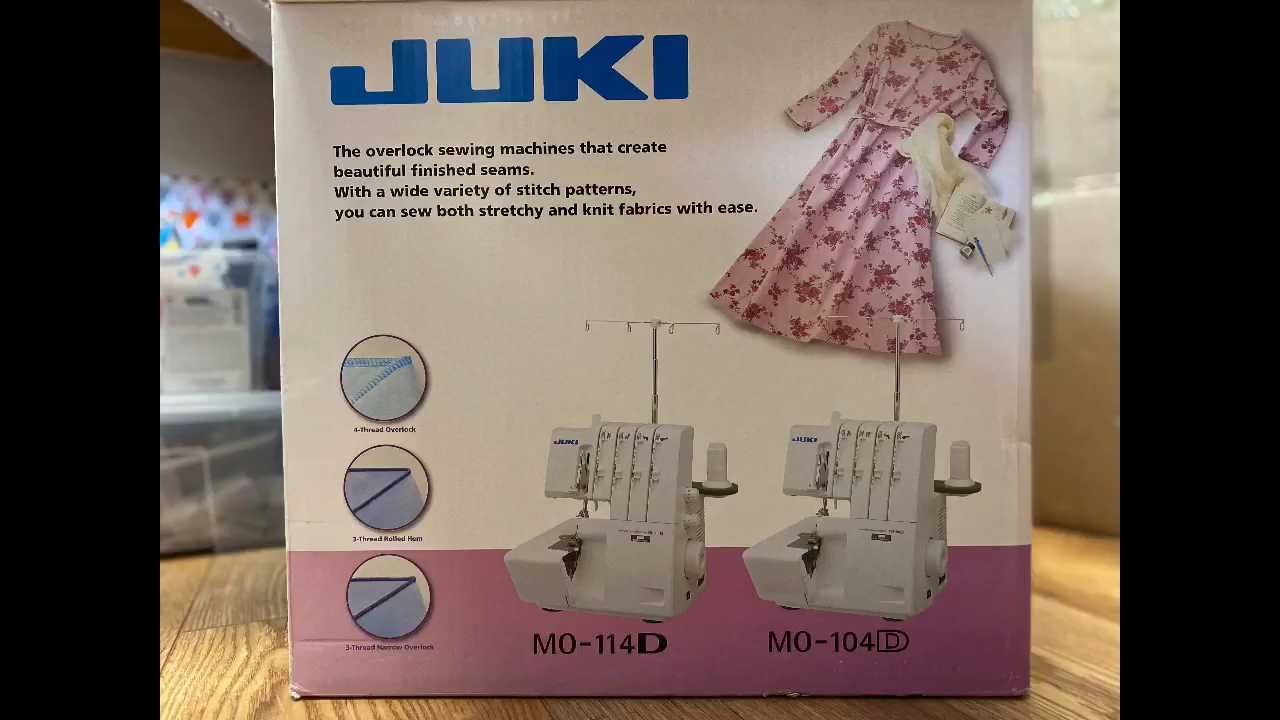 JUKI
The overlock sewing machines that create
beautiful finished seams.
With a wide variety of stitch patterns,
you can sew both stretchy and knit fabrics with ease.
4-Thread Overlock
3-Thread Rolled Hem
3-Thread Narrow Overlock
JUKI
JUKI
MO-114D
MO-104D